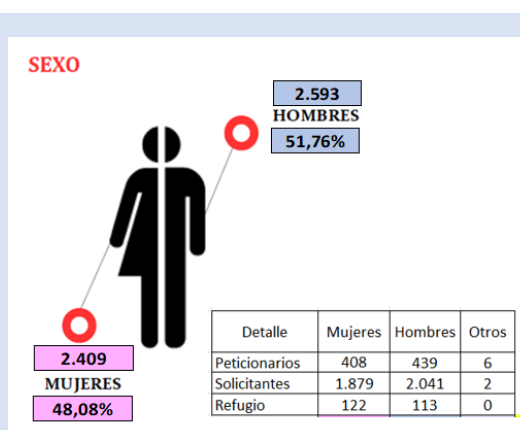 SEXO
2.593
HOMBRES
51,76%
2.409
MUJERES
48,08%
Detalle Mujeres Hombres Otros
Peticionarios 408 439 6
Solicitantes 1.879 2.041 2
Refugio 122 113 0